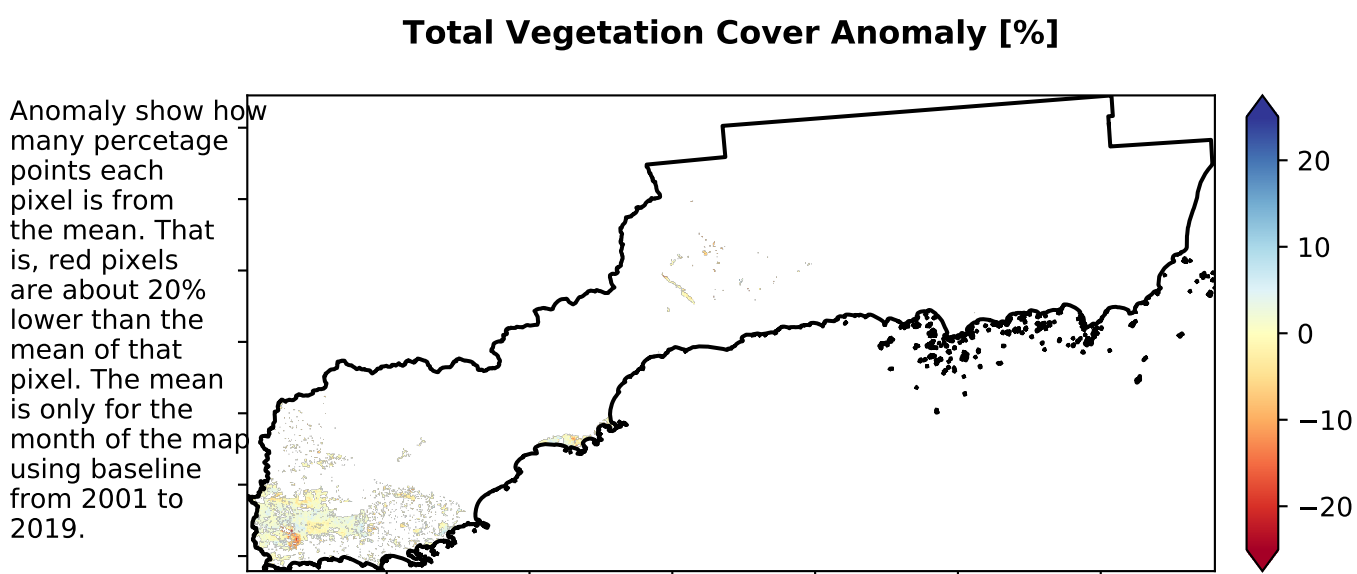 Total Vegetation Cover Anomaly [%]
Anomaly show how
many percetage
points each
pixel is from
the mean. That
is, red pixels
are about 20%
lower than the
mean of that
pixel. The mean
is only for the
month of the map
using baseline
from 2001 to
2019.
20
10
0
−10
−20